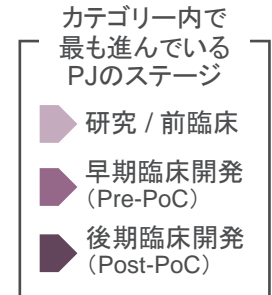 カテゴリー内で
最も進んでいる
PJのステージ
研究 / 前臨床
早期臨床開発
（Pre-PoC）
後期臨床開発
（Post-PoC）